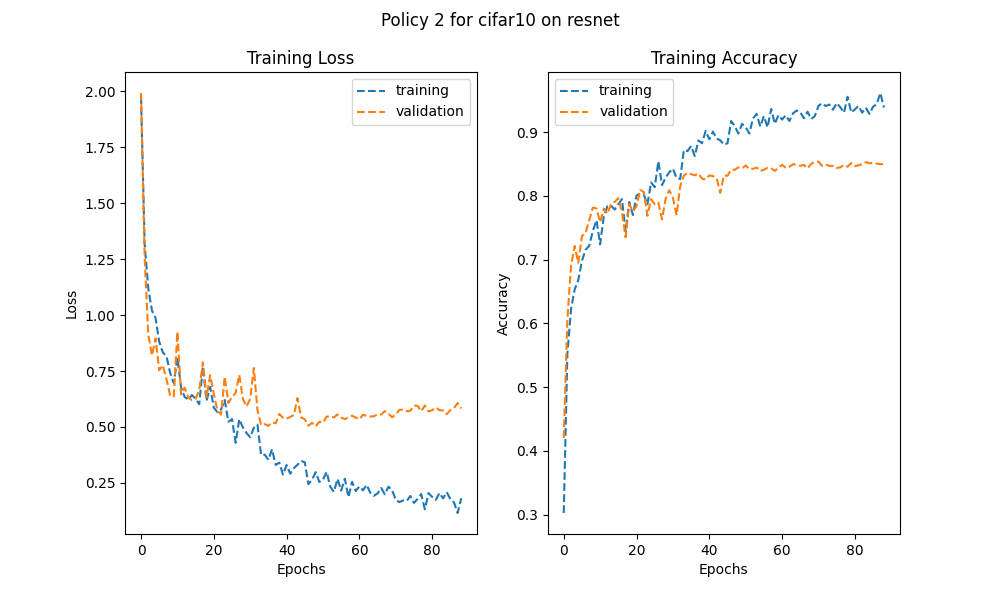 Policy 2 for cifar10 on resnet
Training Loss
2.00
1.75
1.50
1.25
1.00
0.75
0.50
0.25
Loss
0
20
40
60
80
Epochs
training
validation
Training Accuracy
0.9
0.8
0.7
0.6
0.5
0.4
0.3
Accuracy
0
20
40
60
80
Epochs
training
validation